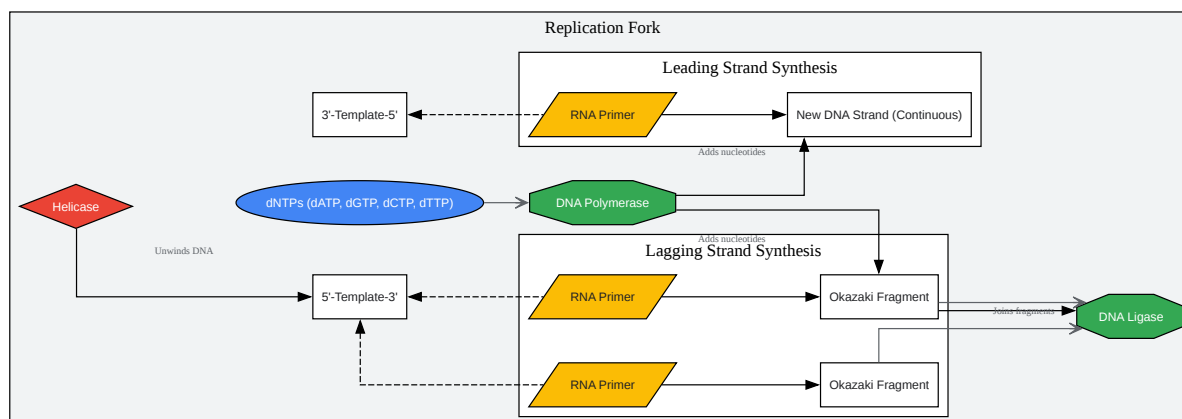 Replication Fork
Leading Strand Synthesis
3'-Template-5'
RNA Primer
New DNA Strand (Continuous)
Adds nucleotides
Helicase
dNTPs (dATP, dGTP, dCTP, dTTP)
DNA Polymerase
Adds nucleotides
Unwinds DNA
Lagging Strand Synthesis
5'-Template-3'
RNA Primer
Okazaki Fragment
Joins fragments
DNA Ligase
RNA Primer
Okazaki Fragment